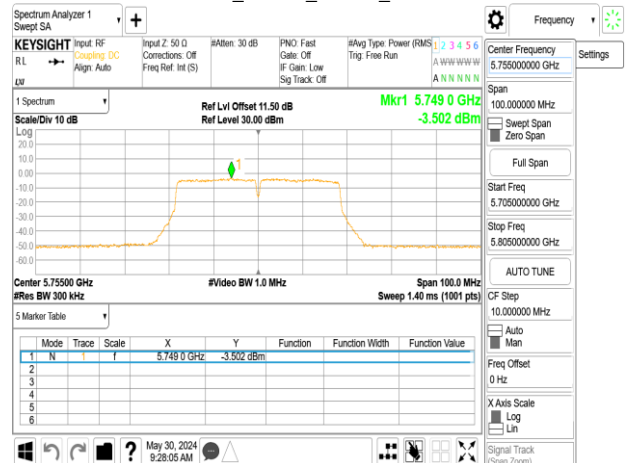 Spectrum Analyzer 1
Swept SA
+
Frequency
KEYSIGHT
RL
Input: RF
Coupling: DC
Align: Auto
Input Z: 50 Ω
Corrections: Off
Freq Ref: Int (S)
#Atten: 30 dB
PNO: Fast
Gate: Off
IF Gain: Low
Sig Track: Off
#Avg Type: Power (RMS
Trig: Free Run
1 2 3 4 5 6
A W W W W W
A N N N N N
1 Spectrum
Scale/Div 10 dB
Ref Lvl Offset 11.50 dB
Ref Level 30.00 dBm
Mkr1 5.749 0 GHz
-3.502 dBm
Log
20.0
10.0
0.00
-10.0
-20.0
-30.0
-40.0
-50.0
-60.0
1
Center 5.75500 GHz
#Res BW 300 kHz
#Video BW 1.0 MHz
Span 100.0 MHz
Sweep 1.40 ms (1001 pts)
5 Marker Table
Mode Trace Scale X Y Function Function Width Function Value
1 N 1 f 5.749 0 GHz -3.502 dBm
2
3
4
5
6
?
May 30, 2024
9:28:05 AM
Center Frequency
5.755000000 GHz
Settings
Span
100.000000 MHz
Swept Span
Zero Span
Full Span
Start Freq
5.705000000 GHz
Stop Freq
5.805000000 GHz
AUTO TUNE
CF Step
10.000000 MHz
Auto
Man
Freq Offset
0 Hz
X Axis Scale
Log
Lin
Signal Track
(Span Zoom)